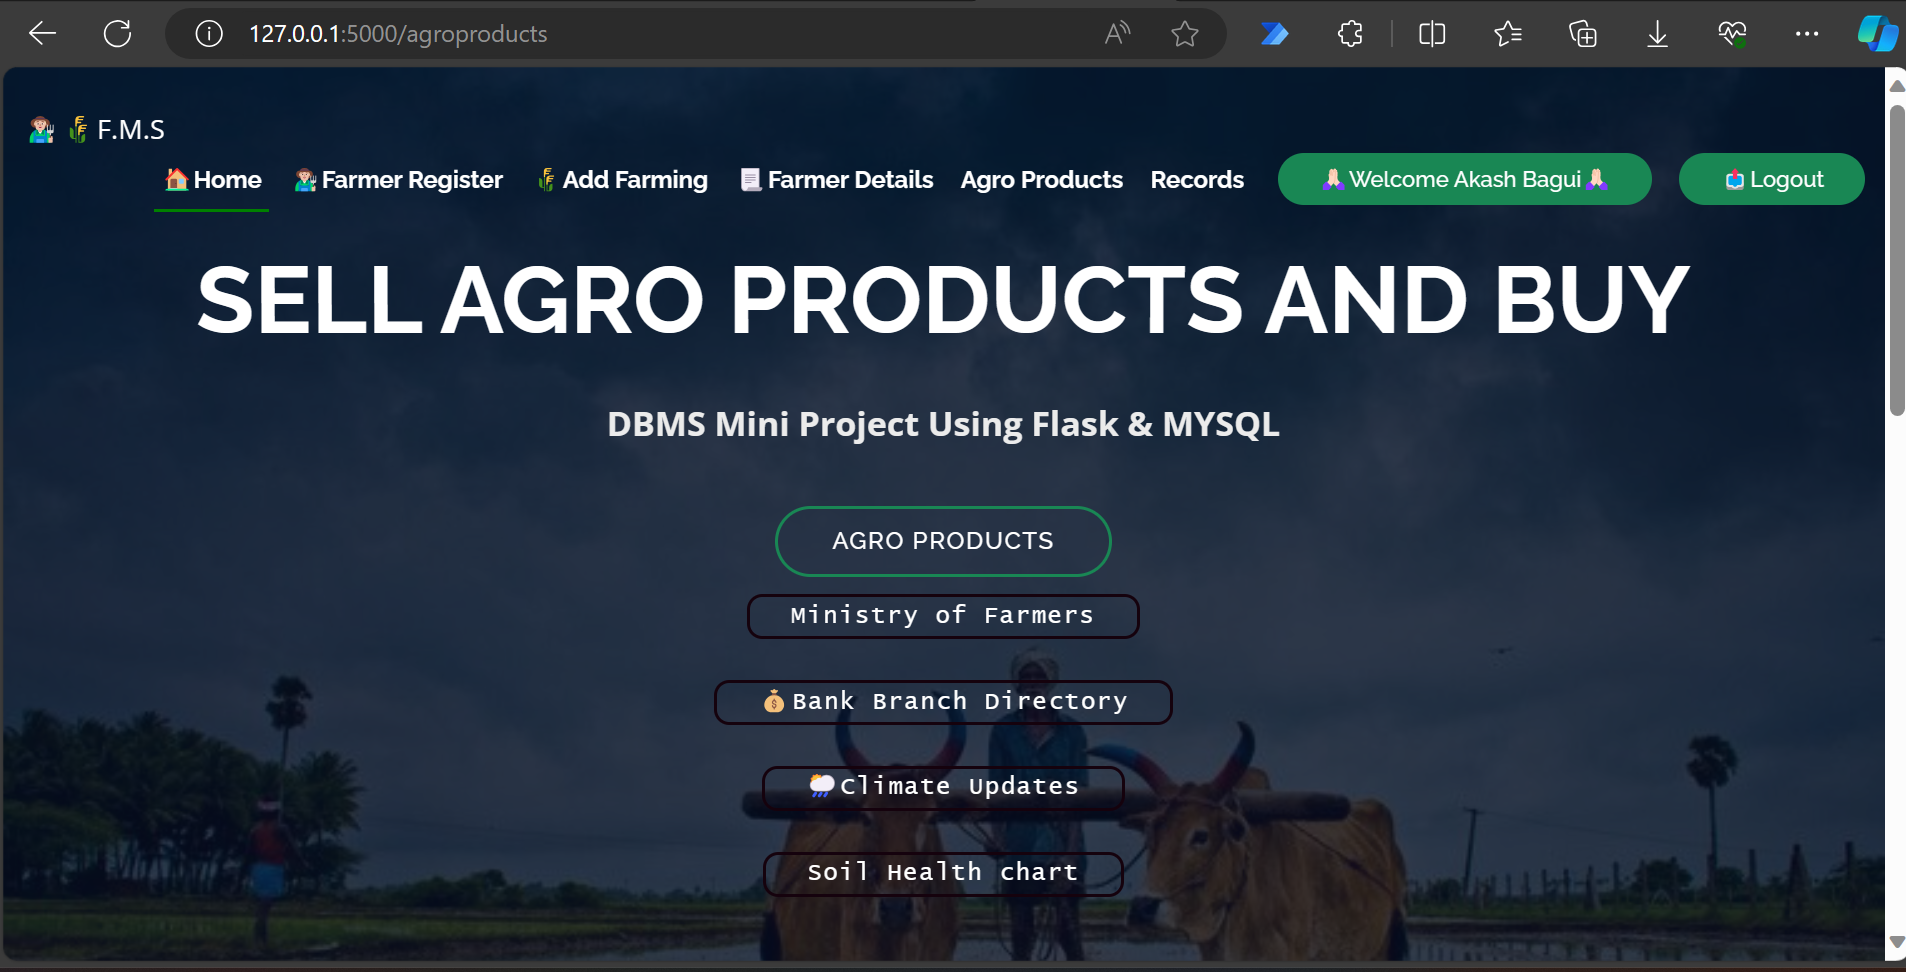 127.0.0.1:5000/agroproducts
F.M.S
Home Farmer Register Add Farming Farmer Details Agro Products Records Welcome Akash Bagui Logout
SELL AGRO PRODUCTS AND BUY
DBMS Mini Project Using Flask & MYSQL
AGRO PRODUCTS
Ministry of Farmers
Bank Branch Directory
Climate Updates
Soil Health chart